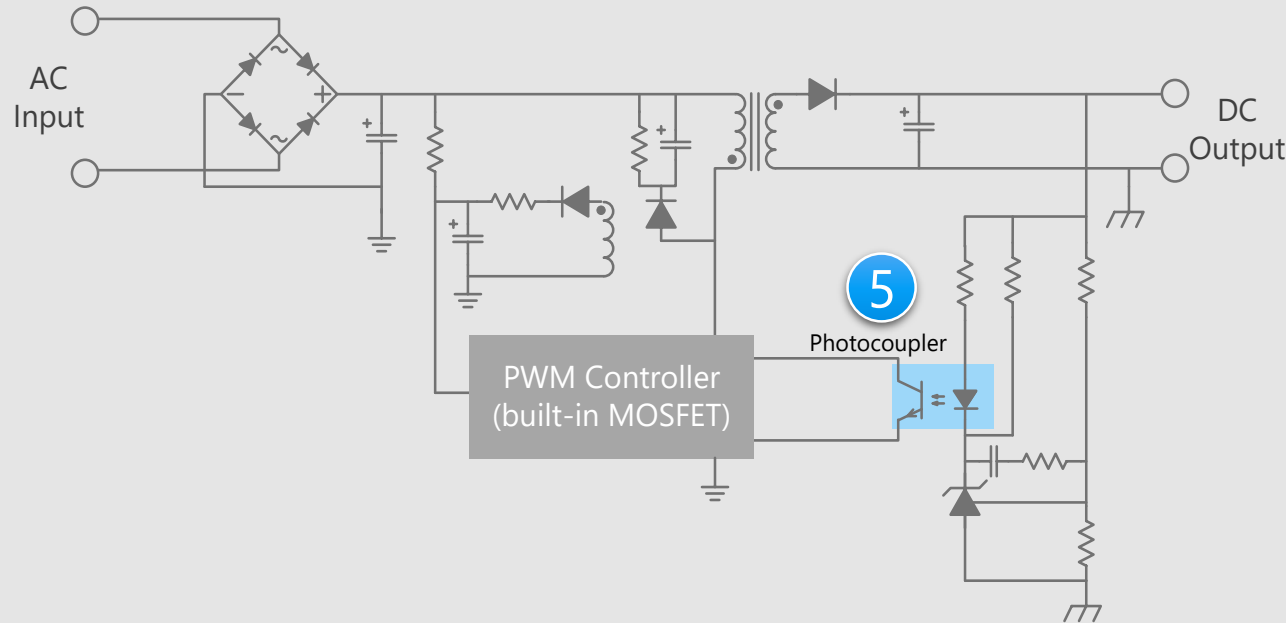 AC
Input
DC
Output
5
Photocoupler
PWM Controller
(built-in MOSFET)